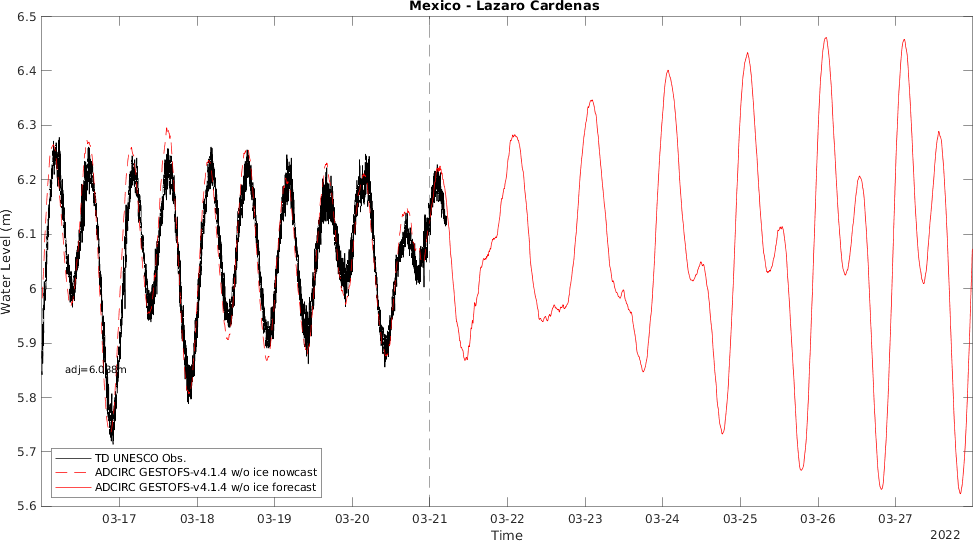 Mexico - Lazaro Cardenas
6.5
6.4
6.3
6.2
6.1
6
5.9
5.8
5.7
5.6
Water Level (m)
adj=6.038m
TD UNESCO Obs.
ADCIRC GESTOFS-v4.1.4 w/o ice nowcast
ADCIRC GESTOFS-v4.1.4 w/o ice forecast
03-17 03-18 03-19 03-20 03-21 03-22 03-23 03-24 03-25 03-26 03-27
Time
2022